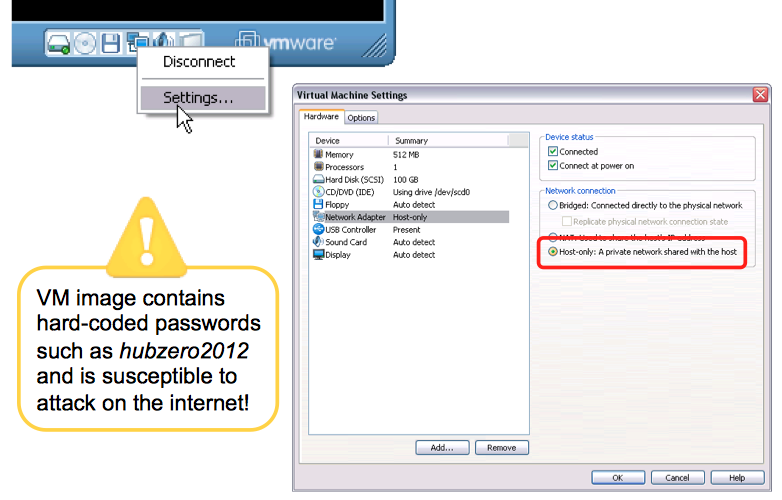 vmware
Disconnect
Settings...
Virtual Machine Settings
Hardware
Options
Device Summary
Memory 512 MB
Processors 1
Hard Disk (SCSI) 100 GB
CD/DVD (IDE) Using drive /dev/scd0
Floppy Auto detect
Network Adapter Host-only
USB Controller Present
Sound Card Auto detect
Display Auto detect
Add...
Remove
Device status
Connected
Connect at power on
Network connection
Bridged: Connected directly to the physical network
Replicate physical network connection state
NAT: Used to share the host's IP address
Host-only: A private network shared with the host
OK
Cancel
Help
VM image contains
hard-coded passwords
such as hubzero2012
and is susceptible to
attack on the internet!